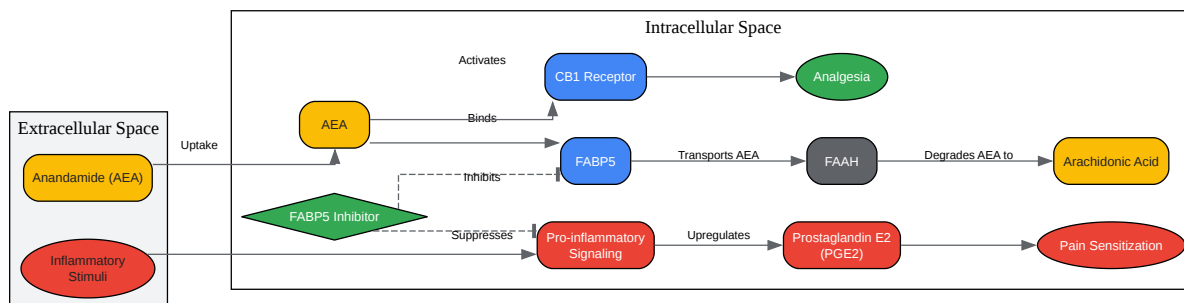 Intracellular Space
Activates
CB1 Receptor
Analgesia
Extracellular Space
AEA
Binds
Uptake
Anandamide (AEA)
FABP5
Transports AEA
FAAH
Degrades AEA to
Arachidonic Acid
Inhibits
FABP5 Inhibitor
Suppresses
Inflammatory
Stimuli
Pro-inflammatory
Signaling
Upregulates
Prostaglandin E2
(PGE2)
Pain Sensitization